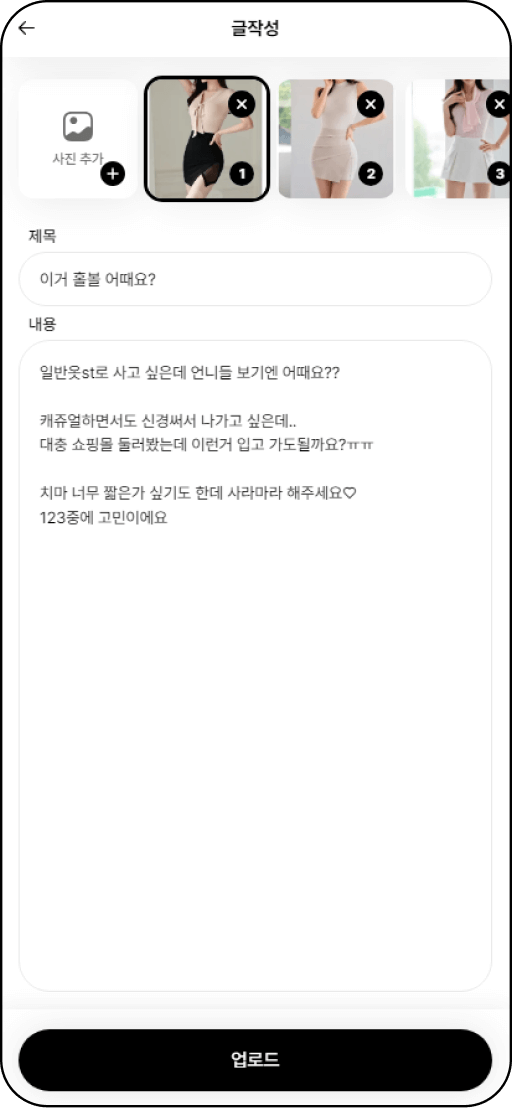 글작성
사진 추가
1
2
3
제목
이거 홀볼 어때요?
내용
일반옷st로 사고 싶은데 언니들 보기엔 어때요??
캐쥬얼하면서도 신경써서 나가고 싶은데..
대충 쇼핑몰 둘러봤는데 이런거 입고 가도될까요?ㅠㅠ
치마 너무 짧은가 싶기도 한데 사라마라 해주세요♡
123중에 고민이에요
업로드